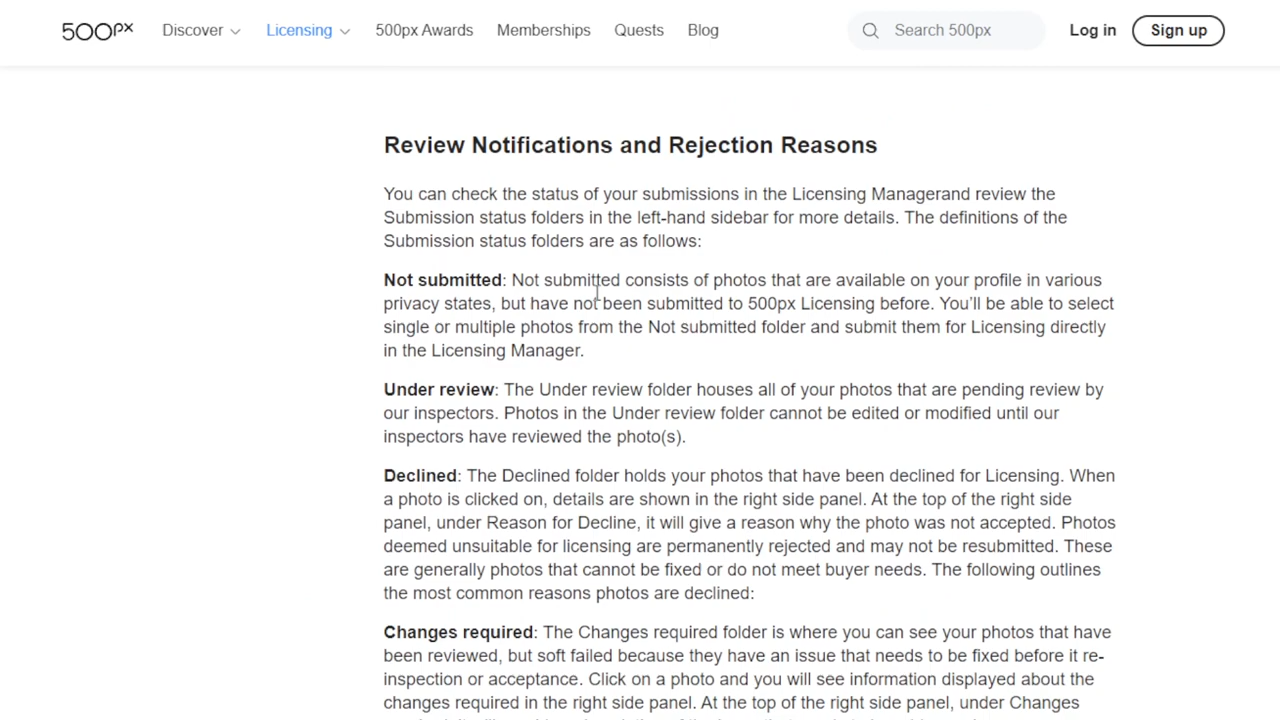 500px Discover Licensing 500px Awards Memberships Quests Blog Search 500px Log in Sign up
Review Notifications and Rejection Reasons
You can check the status of your submissions in the Licensing Managerand review the
Submission status folders in the left-hand sidebar for more details. The definitions of the
Submission status folders are as follows:
Not submitted: Not submitted consists of photos that are available on your profile in various
privacy states, but have not been submitted to 500px Licensing before. You’ll be able to select
single or multiple photos from the Not submitted folder and submit them for Licensing directly
in the Licensing Manager.
Under review: The Under review folder houses all of your photos that are pending review by
our inspectors. Photos in the Under review folder cannot be edited or modified until our
inspectors have reviewed the photo(s).
Declined: The Declined folder holds your photos that have been declined for Licensing. When
a photo is clicked on, details are shown in the right side panel. At the top of the right side
panel, under Reason for Decline, it will give a reason why the photo was not accepted. Photos
deemed unsuitable for licensing are permanently rejected and may not be resubmitted. These
are generally photos that cannot be fixed or do not meet buyer needs. The following outlines
the most common reasons photos are declined:
Changes required: The Changes required folder is where you can see your photos that have
been reviewed, but soft failed because they have an issue that needs to be fixed before it re-
inspection or acceptance. Click on a photo and you will see information displayed about the
changes required in the right side panel. At the top of the right side panel, under Changes